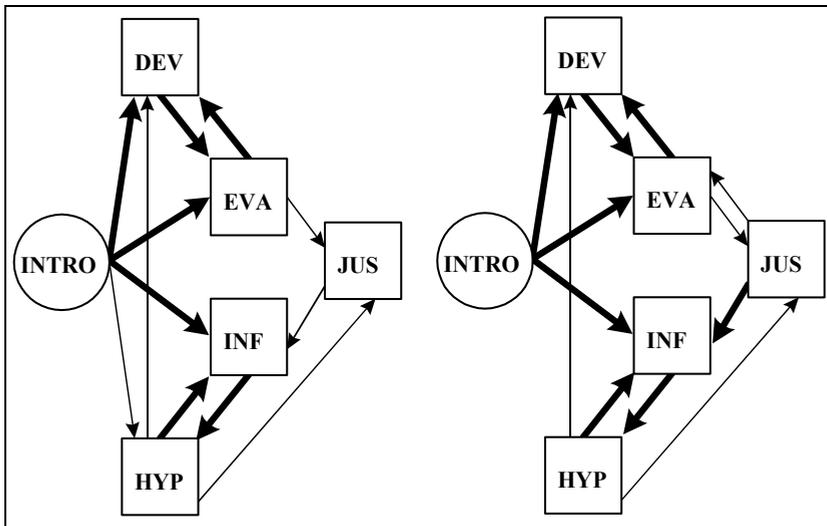 DEV
EVA
INTRO
JUS
INF
HYP
DEV
EVA
INTRO
JUS
INF
HYP